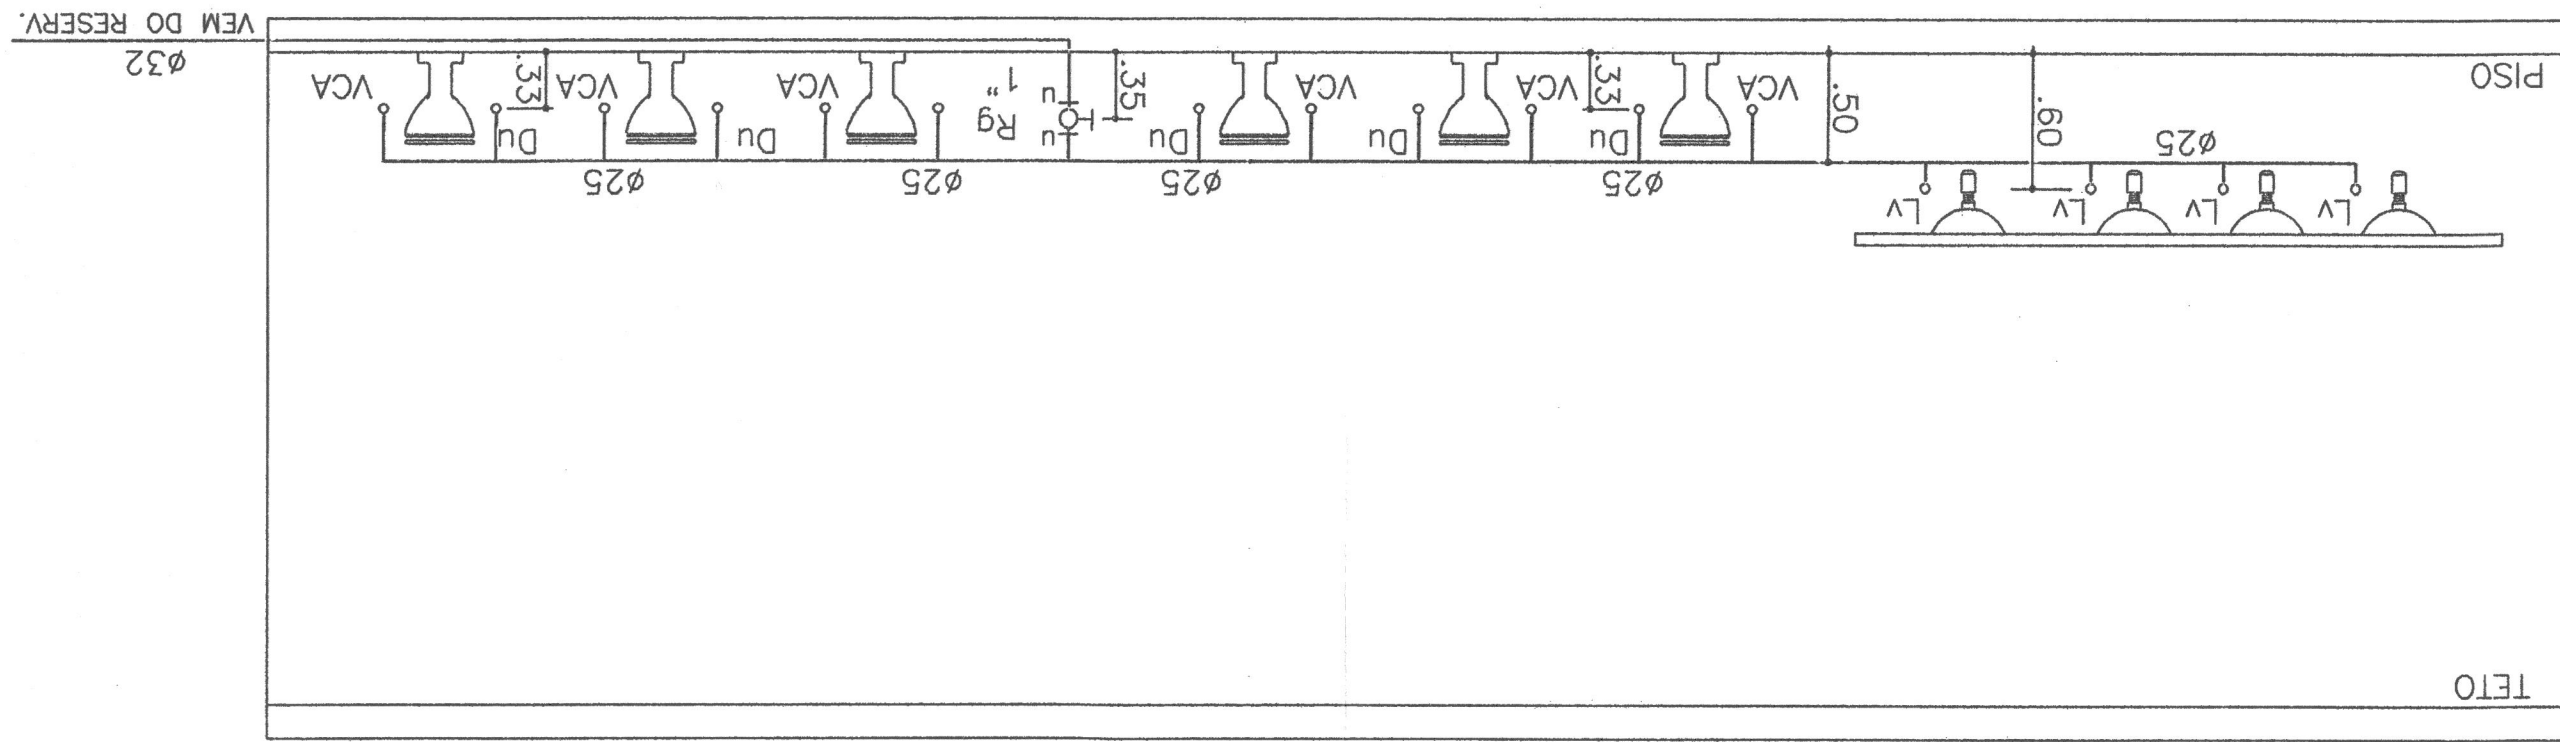 TETO
Lv
Lv
Lv
Lv
ø25
ø25
ø25
ø25
ø25
.60
.50
Du
Du
Du
u
Rg
Du
Du
VCA
.33
VCA
VCA
.35
u
1"
VCA
VCA
.33
VCA
PISO
ø32
VEM DO RESERV.